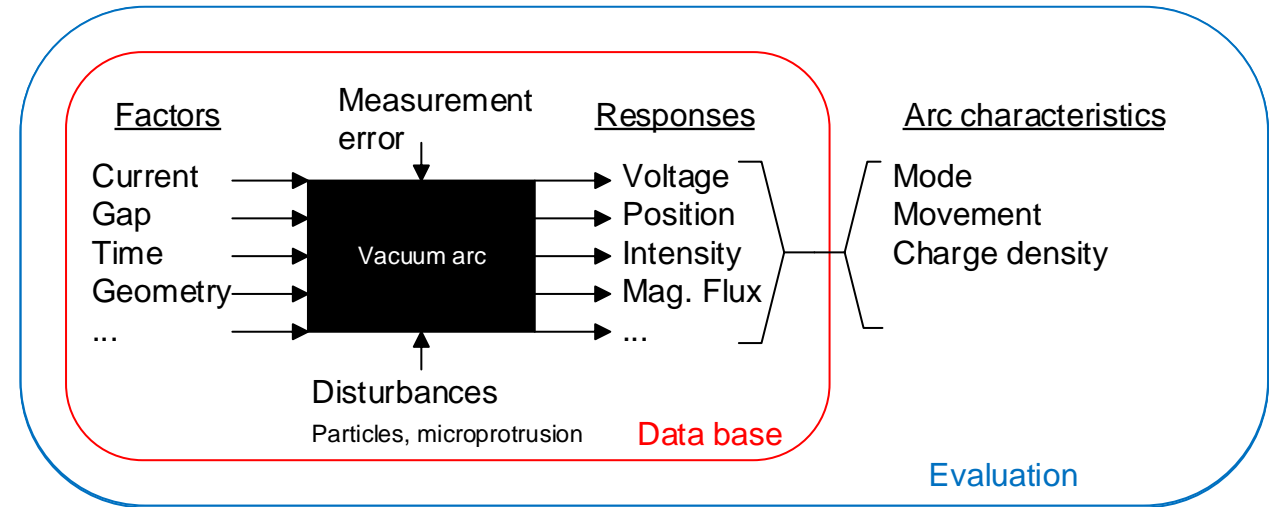 Factors
Measurement
error
Responses
Arc characteristics
Current
Gap
Time
Geometry
...
Vacuum arc
Voltage
Position
Intensity
Mag. Flux
...
Mode
Movement
Charge density
Disturbances
Particles, microprotrusion
Data base
Evaluation